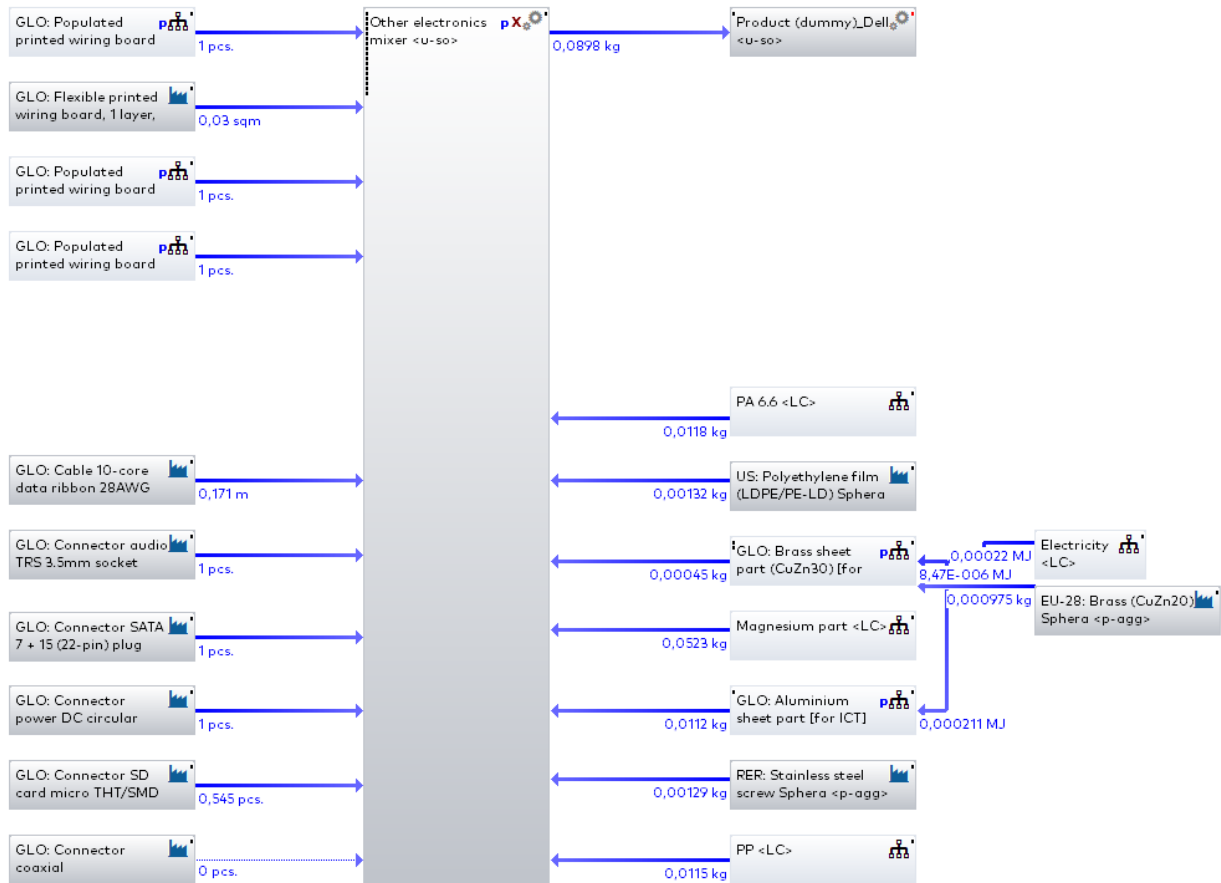 GLO: Populated
printed wiring board
p
1 pcs.
Other electronics
mixer <u-so>
pX
0,0898 kg
Product (dummy)_Dell
<u-so>
GLO: Flexible printed
wiring board, 1 layer,
0,03 sqm
GLO: Populated
printed wiring board
p
1 pcs.
GLO: Populated
printed wiring board
p
1 pcs.
PA 6.6 <LC>
0,0118 kg
GLO: Cable 10-core
data ribbon 28AWG
0,171 m
US: Polyethylene film
(LDPE/PE-LD) Sphera
0,00132 kg
GLO: Connector audio
TRS 3.5mm socket
1 pcs.
GLO: Brass sheet
part (CuZn30) [for
p
0,00045 kg
0,00022 MJ
8,47E-006 MJ
0,000975 kg
Electricity
<LC>
EU-28: Brass (CuZn20)
Sphera <p-agg>
GLO: Connector SATA
7 + 15 (22-pin) plug
1 pcs.
Magnesium part <LC>
0,0523 kg
GLO: Connector
power DC circular
1 pcs.
GLO: Aluminium
sheet part [for ICT]
p
0,0112 kg
0,000211 MJ
GLO: Connector SD
card micro THT/SMD
0,545 pcs.
RER: Stainless steel
screw Sphera <p-agg>
0,00129 kg
GLO: Connector
coaxial
0 pcs.
PP <LC>
0,0115 kg